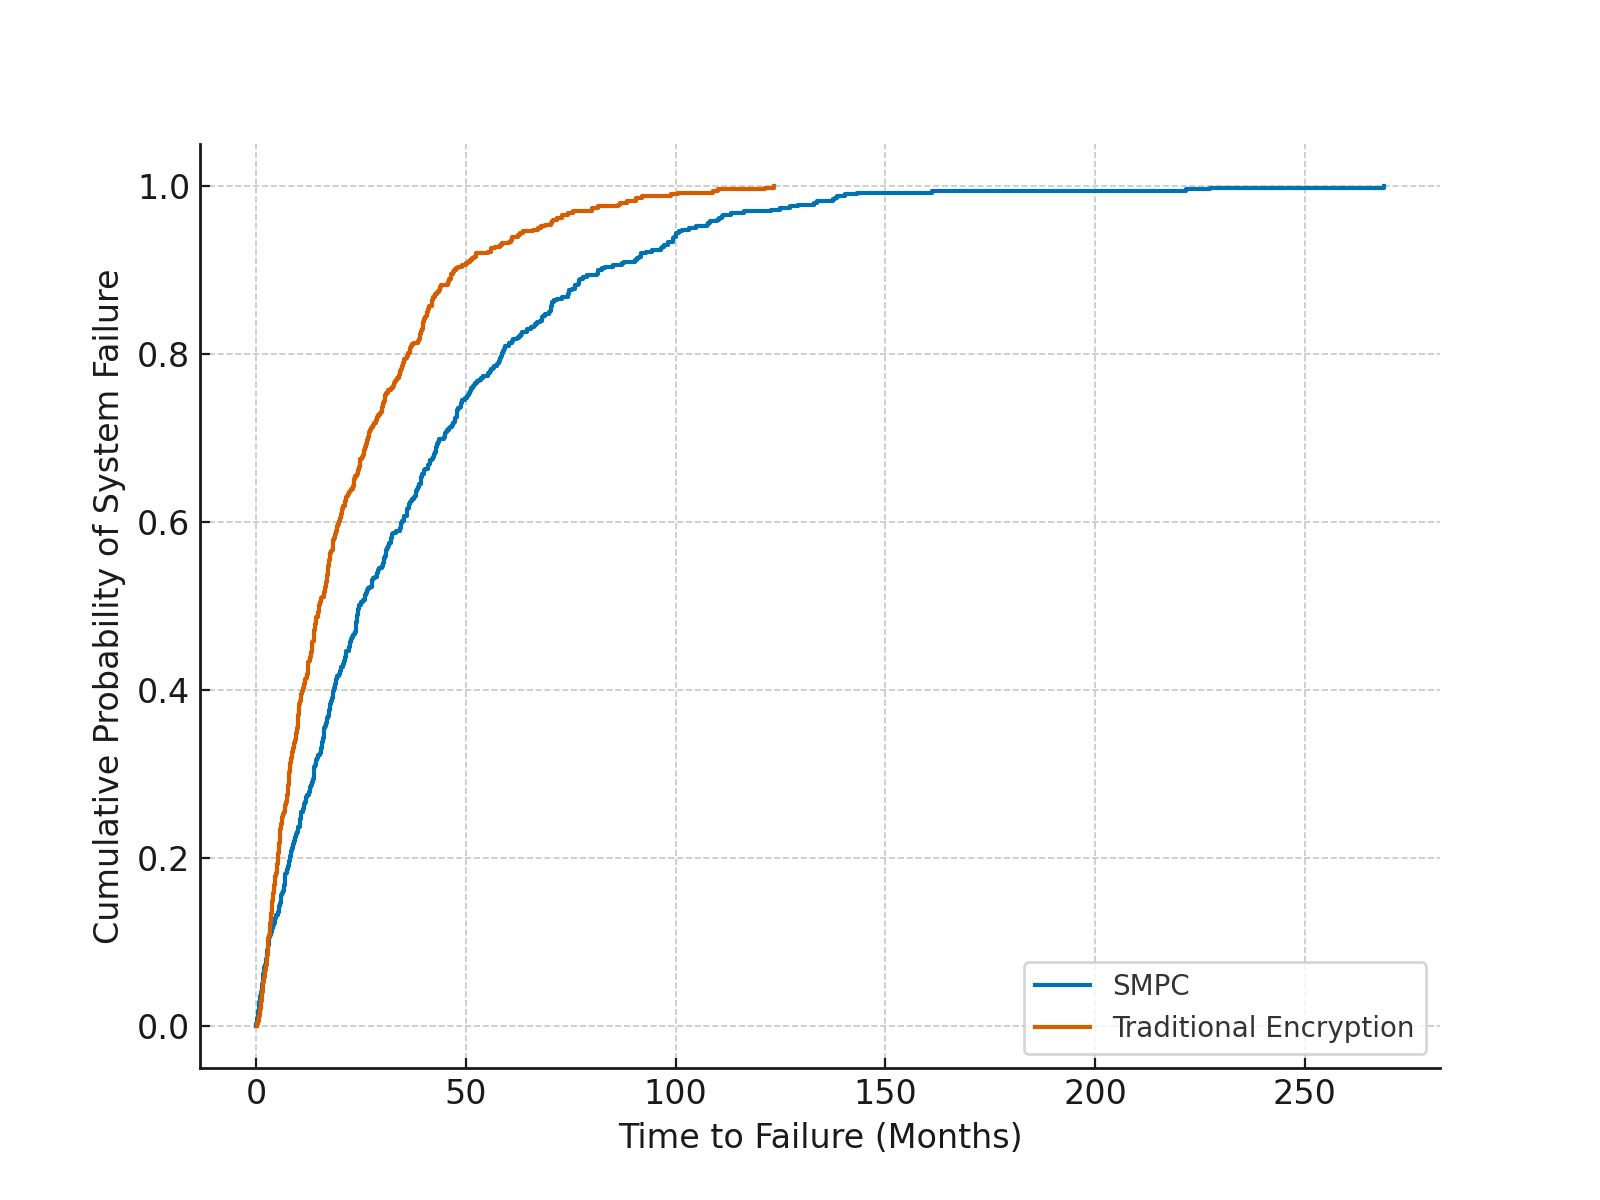 1.0
0.8
0.6
0.4
0.2
0.0
Cumulative Probability of System Failure
0 50 100 150 200 250
Time to Failure (Months)
SMPC
Traditional Encryption